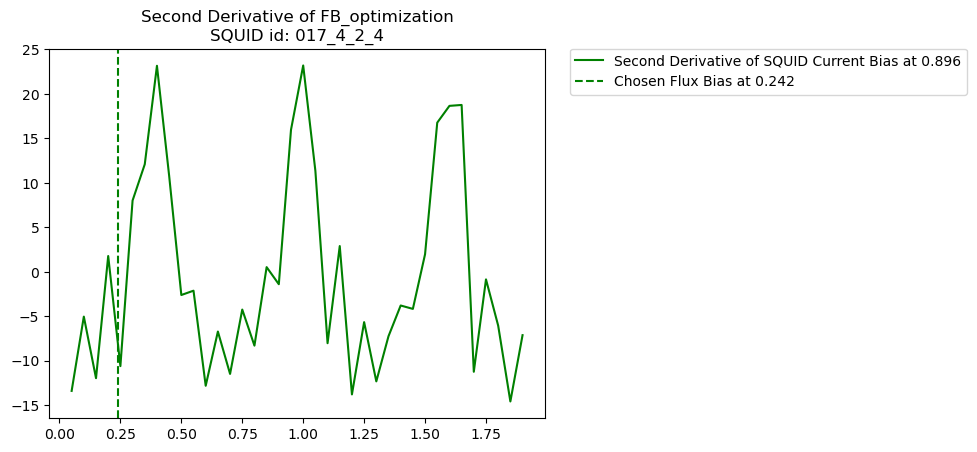 Second Derivative of FB_optimization
SQUID id: 017_4_2_4
Second Derivative of SQUID Current Bias at 0.896
Chosen Flux Bias at 0.242
25
20
15
10
5
0
−5
−10
−15
0.00 0.25 0.50 0.75 1.00 1.25 1.50 1.75